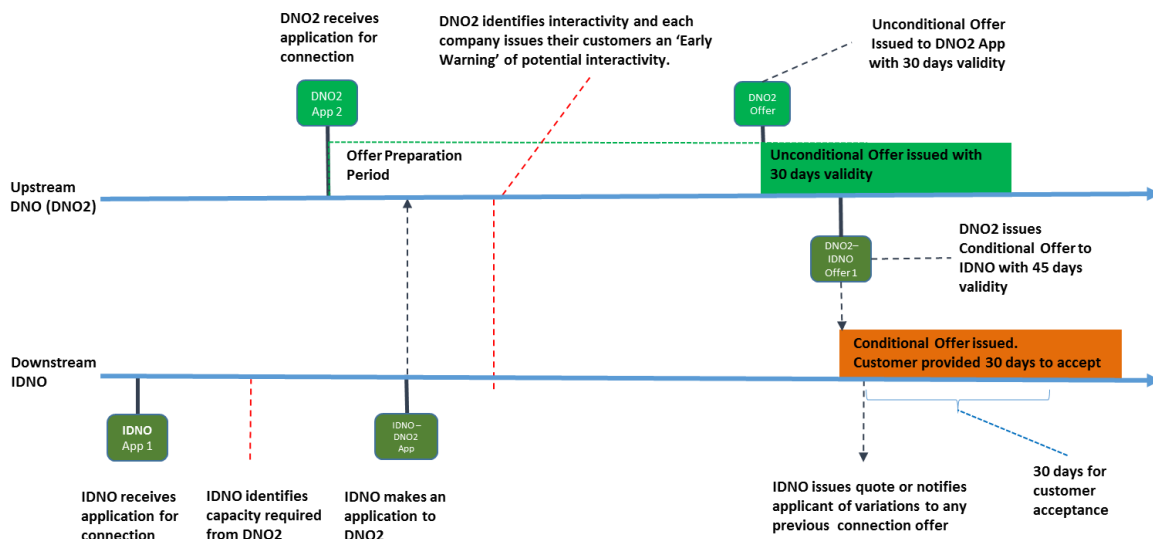 DNO2 receives
application for
connection
DNO2 identifies interactivity and each
company issues their customers an ‘Early
Warning’ of potential interactivity.
Unconditional Offer
Issued to DNO2 App
with 30 days validity
DNO2
App 2
DNO2
Offer
Offer Preparation
Period
Unconditional Offer issued with
30 days validity
Upstream
DNO (DNO2)
DNO2–
IDNO
Offer 1
DNO2 issues
Conditional Offer to
IDNO with 45 days
validity
Downstream
IDNO
Conditional Offer issued.
Customer provided 30 days to accept
IDNO
App 1
IDNO –
DNO2
App
IDNO receives
application for
connection
IDNO identifies
capacity required
from DNO2
IDNO makes an
application to
DNO2
IDNO issues quote or notifies
applicant of variations to any
previous connection offer
30 days for
customer
acceptance